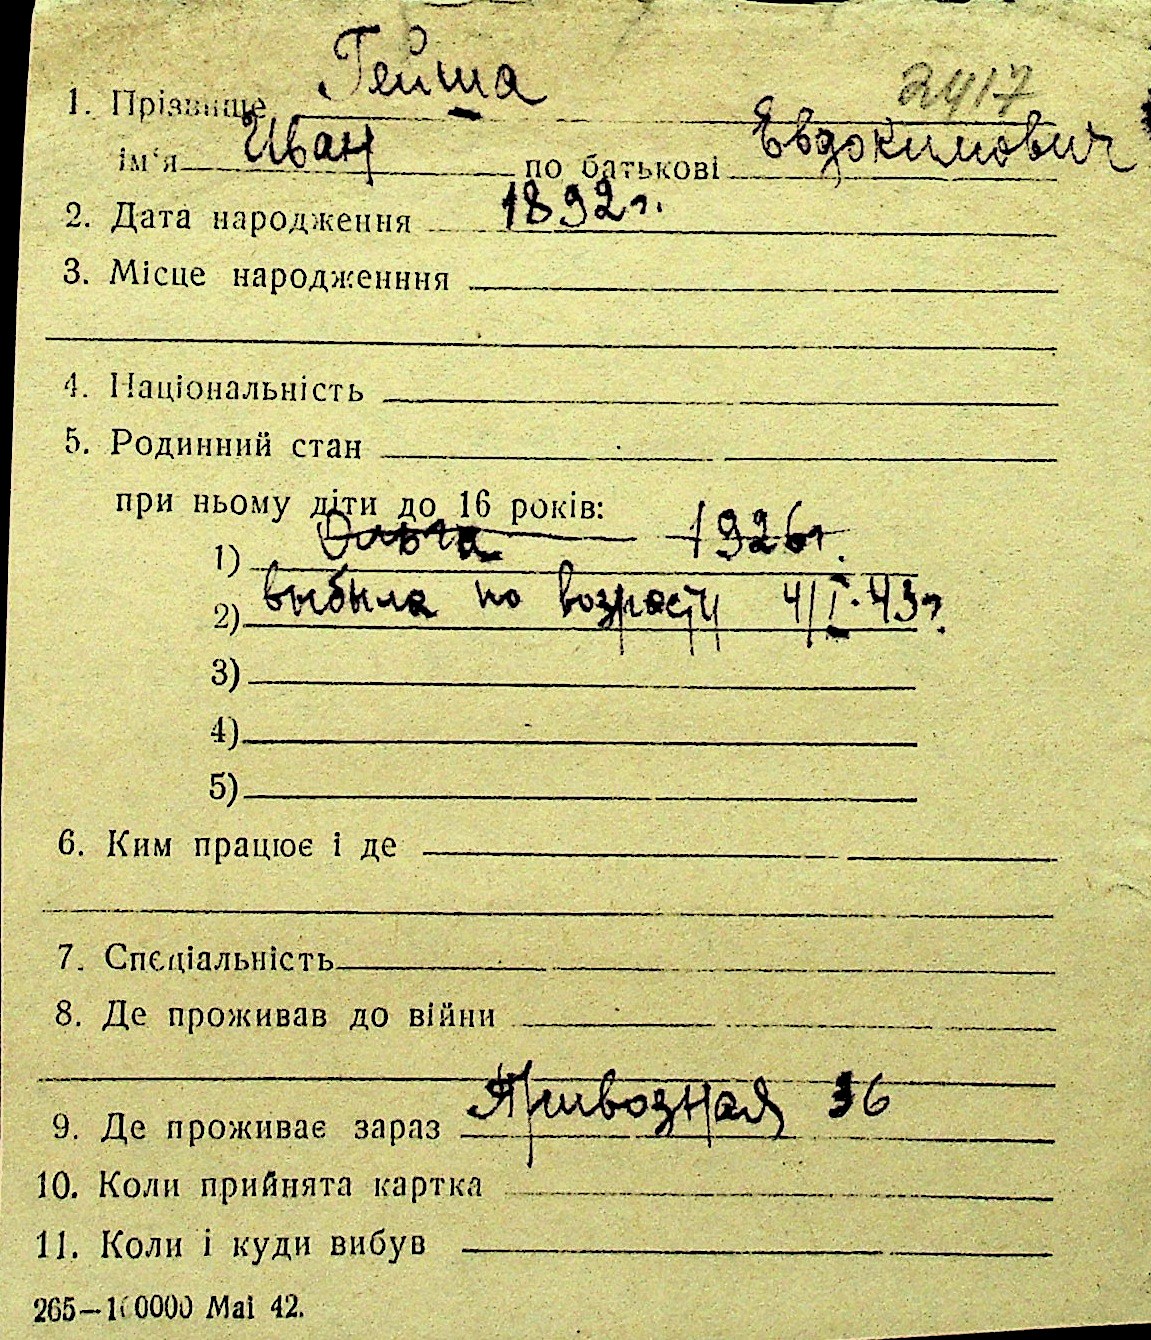 Гейша
2417
1. Прізвище
Иван Евдокимович
ім'я по батькові
2. Дата народження 1892 г.
3. Місце народженння
4. Національність
5. Родинний стан
при ньому діти до 16 років:
1) Ольга 1926 г.
2) выбыла по возрасту 4/I-43 г.
3)
4)
5)
6. Ким працює і де
7. Спеціальність
8. Де проживав до війни
9. Де проживає зараз Привозная 36
10. Коли прийнята картка
11. Коли і куди вибув
265—100000 Mai 42.